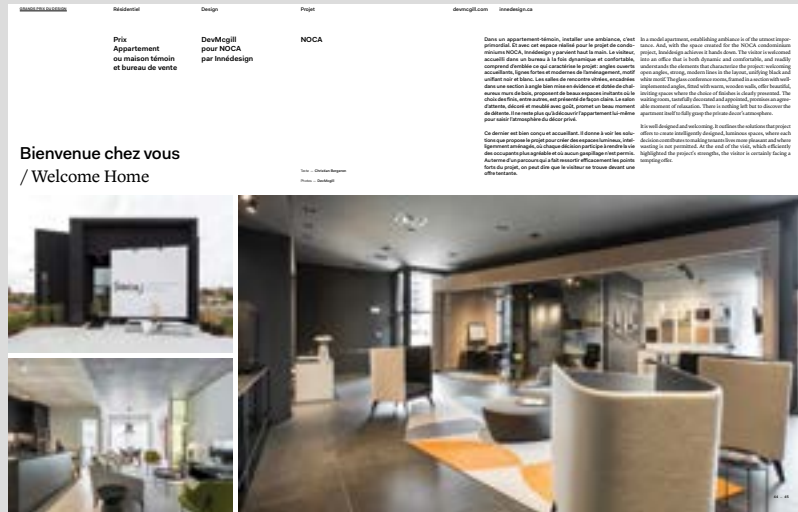 GRANDS PRIX DU DESIGN
Résidentiel
Design
Projet
devmcgill.com
innedesign.ca
Prix
Appartement
ou maison témoin
et bureau de vente
DevMcgill
pour NOCA
par Innédesign
NOCA
Bienvenue chez vous
/ Welcome Home
Texte — Christian Bergeron
Photos — DevMcgill
Dans un appartement-témoin, installer une ambiance, c'est
primordial. Et avec cet espace réalisé pour le projet de condo-
miniums NOCA, Innédesign y parvient haut la main. Le visiteur,
accueilli dans un bureau à la fois dynamique et confortable,
comprend d'emblée ce qui caractérise le projet: angles ouverts
accueillants, lignes fortes et modernes de l'aménagement, motif
unifiant noir et blanc. Les salles de rencontre vitrées, encadrées
dans une section à angle bien mise en évidence et dotée de chal-
eureux murs de bois, proposent de beaux espaces invitants où le
choix des finis, entre autres, est présenté de façon claire. Le salon
d'attente, décoré et meublé avec goût, promet un beau moment
de détente. Il ne reste plus qu'à découvrir l'appartement lui-même
pour saisir l'atmosphère du décor privé.
Ce dernier est bien conçu et accueillant. Il donne à voir les solu-
tions que propose le projet pour créer des espaces lumineux, intel-
ligemment aménagés, où chaque décision participe à rendre la vie
des occupants plus agréable et où aucun gaspillage n'est permis.
Au terme d'un parcours qui a fait ressortir efficacement les points
forts du projet, on peut dire que le visiteur se trouve devant une
offre tentante.
In a model apartment, establishing ambiance is of the utmost impor-
tance. And, with the space created for the NOCA condominium
project, Innédesign achieves it hands down. The visitor is welcomed
into an office that is both dynamic and comfortable, and readily
understands the elements that characterize the project: welcoming
open angles, strong, modern lines in the layout, unifying black and
white motif. The glass conference rooms, framed in a section with well-
implemented angles, fitted with warm, wooden walls, offer beautiful,
inviting spaces where the choice of finishes is clearly presented. The
waiting room, tastefully decorated and appointed, promises an agree-
able moment of relaxation. There is nothing left but to discover the
apartment itself to fully grasp the private decor's atmosphere.
It is well designed and welcoming. It outlines the solutions that project
offers to create intelligently designed, luminous spaces, where each
decision contributes to making tenants lives more pleasant and where
wasting is not permitted. At the end of the visit, which efficiently
highlighted the project's strengths, the visitor is certainly facing a
tempting offer.